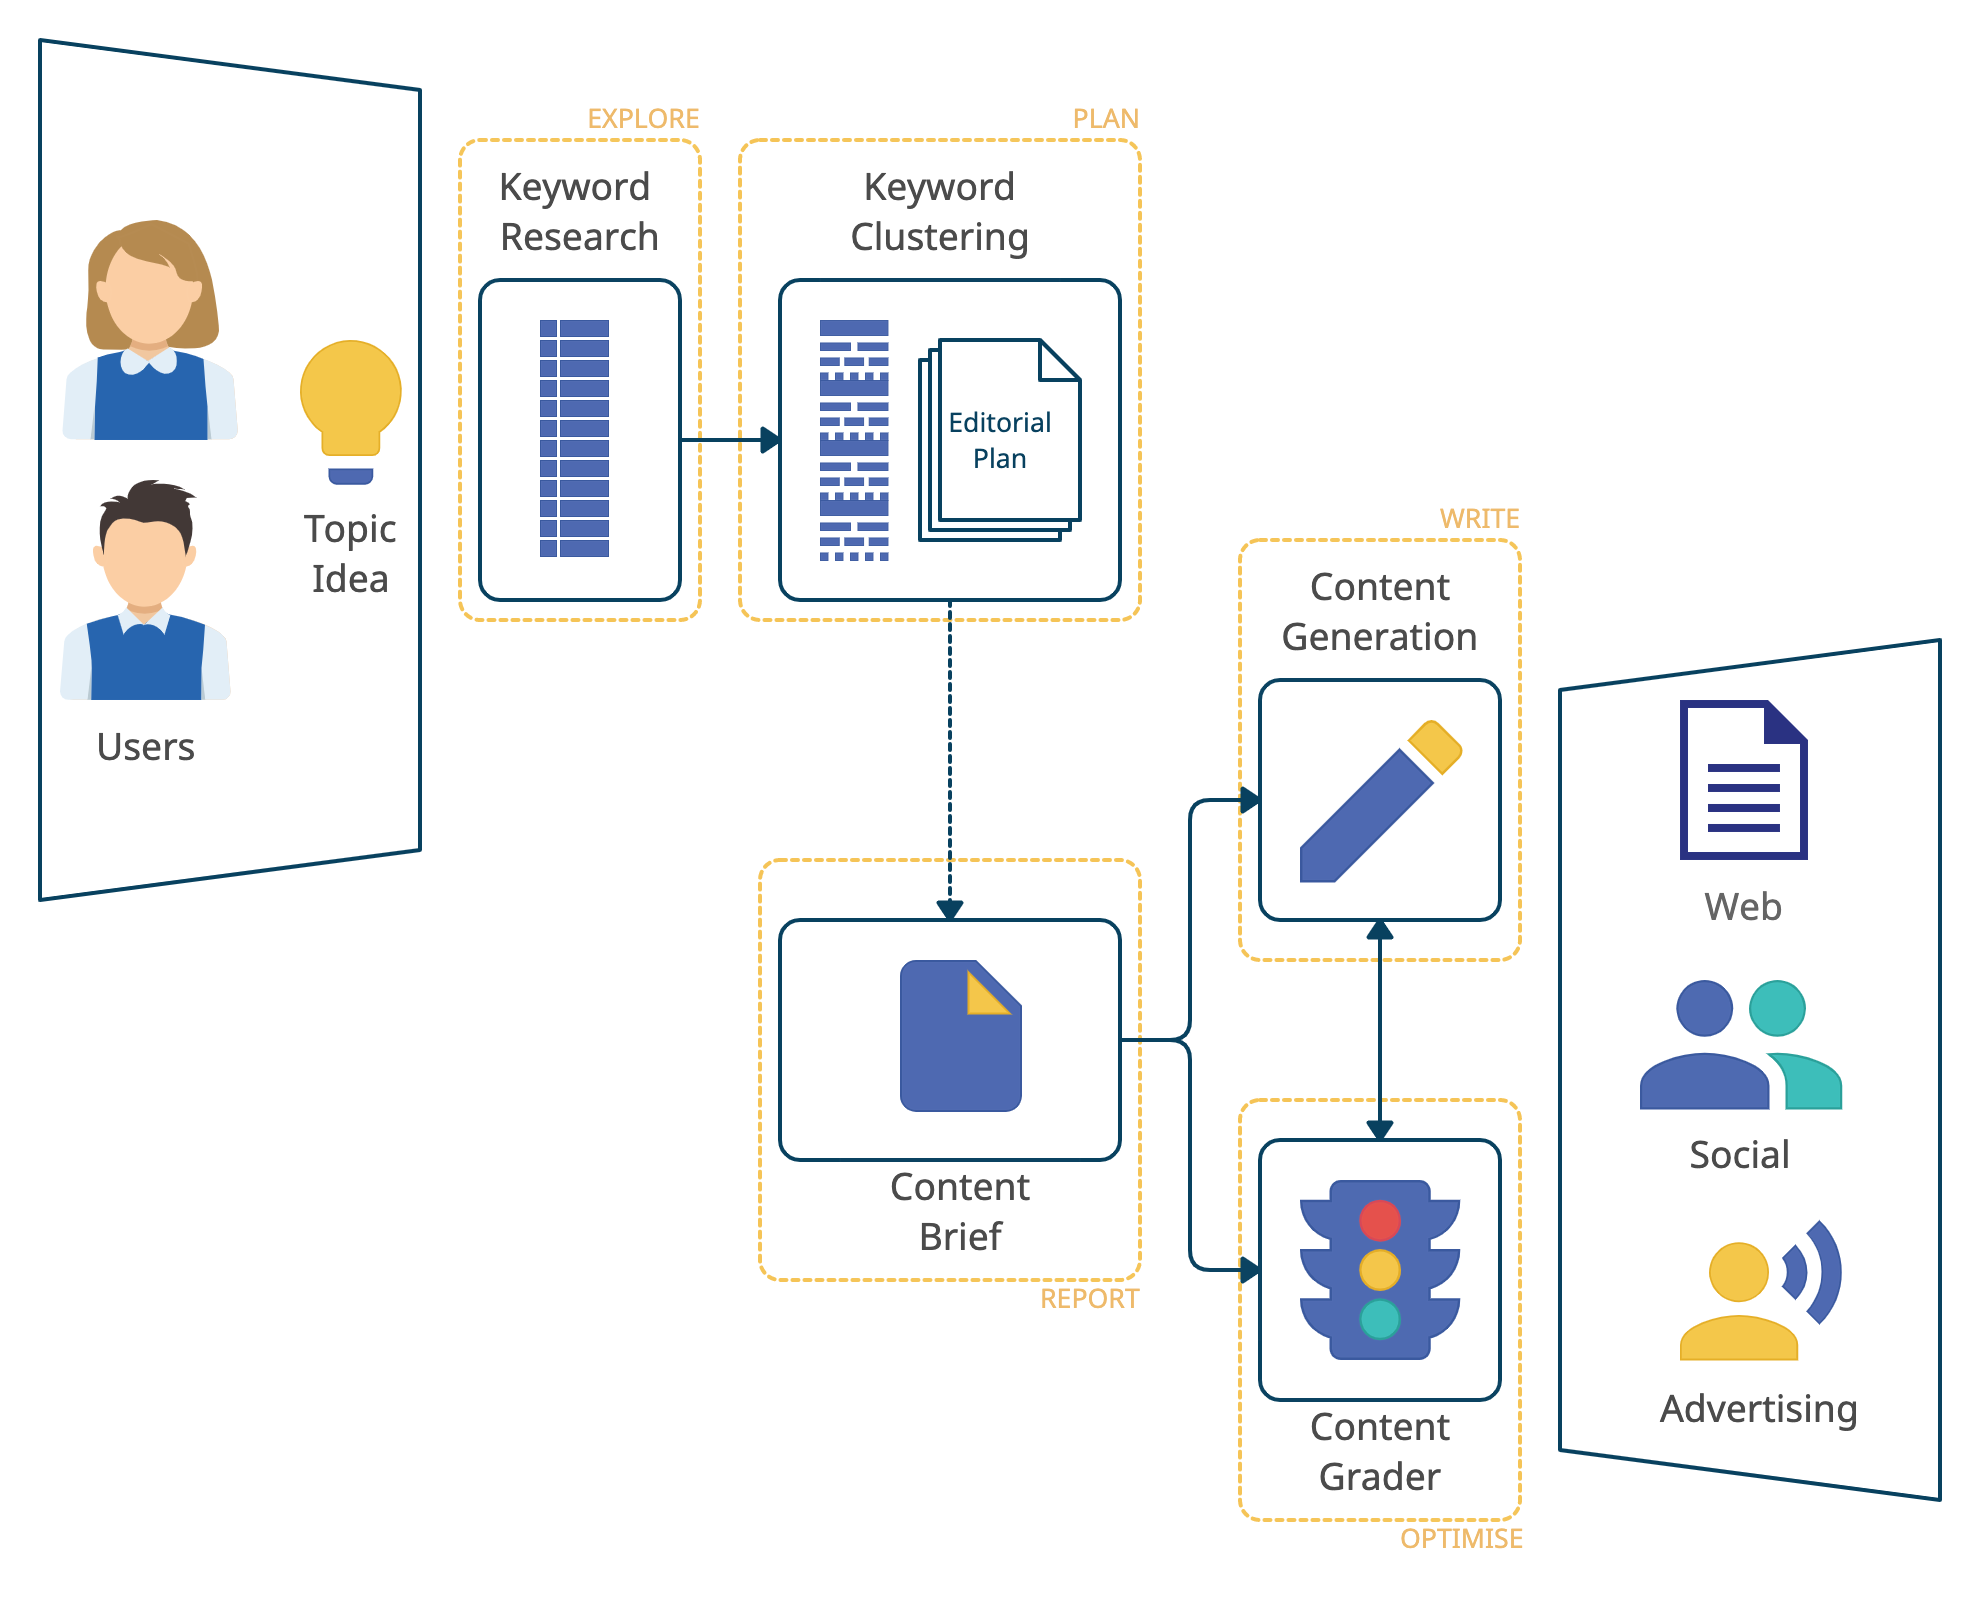 EXPLORE
Keyword
Research
PLAN
Keyword
Clustering
Editorial
Plan
Topic
Idea
Users
WRITE
Content
Generation
Content
Brief
REPORT
Content
Grader
OPTIMISE
Web
Social
Advertising